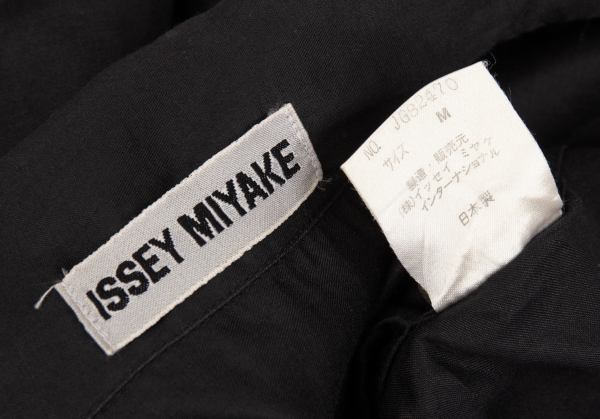 ISSEY MIYAKE
NO. JG82470
サイズ M
製造・販売元
(株)イッセイ ミヤケ
インターナショナル
日本製